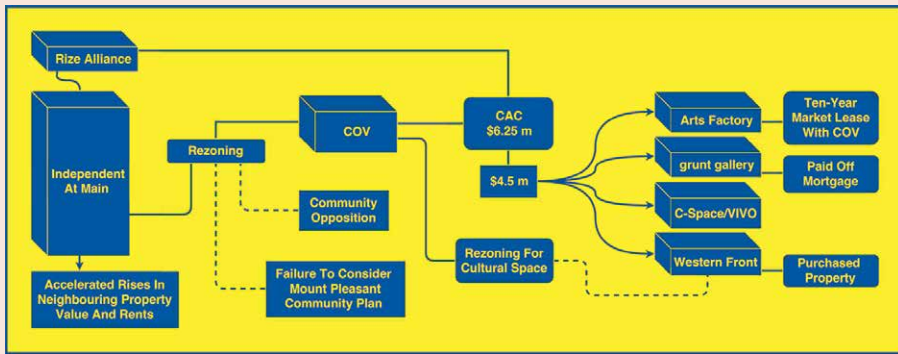 Rize Alliance
Independent
At Main
Rezoning
COV
CAC
$6.25 m
$4.5 m
Arts Factory
Ten-Year
Market Lease
With COV
grunt gallery
Paid Off
Mortgage
C-Space/VIVO
Western Front
Purchased
Property
Community
Opposition
Rezoning For
Cultural Space
Failure To Consider
Mount Pleasant
Community Plan
Accelerated Rises In
Neighbouring Property
Value And Rents